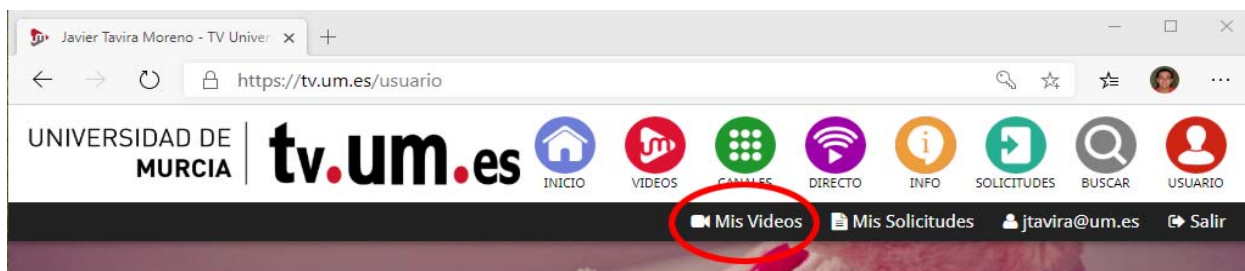 Javier Tavira Moreno - TV Univer
https://tv.um.es/usuario
UNIVERSIDAD DE
MURCIA
tv.um.es
INICIO
VIDEOS
CANALES
DIRECTO
INFO
SOLICITUDES
BUSCAR
USUARIO
Mis Videos
Mis Solicitudes
jtavira@um.es
Salir